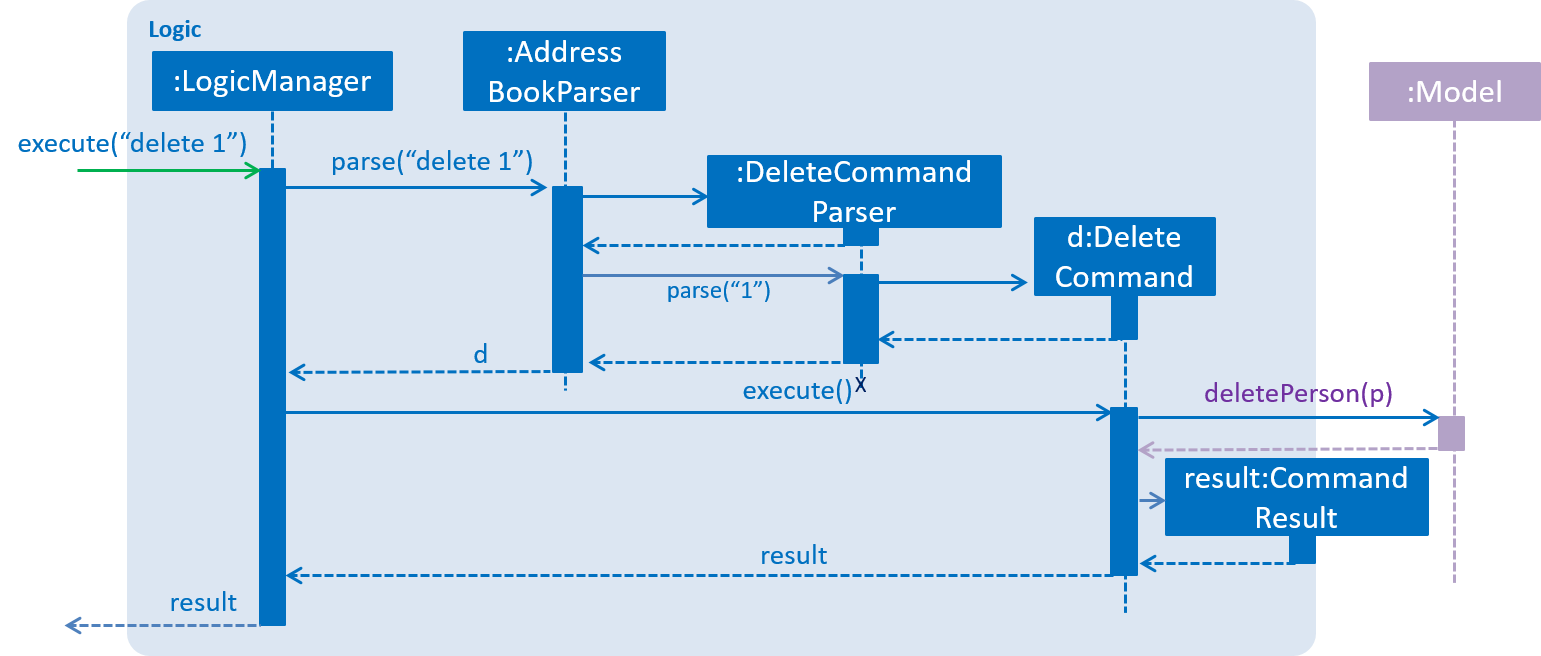 Logic
:LogicManager
:Address
BookParser
:Model
execute(“delete 1”)
parse(“delete 1”)
:DeleteCommand
Parser
d:Delete
Command
parse(“1”)
d
X
execute()
deletePerson(p)
result:Command
Result
result
result